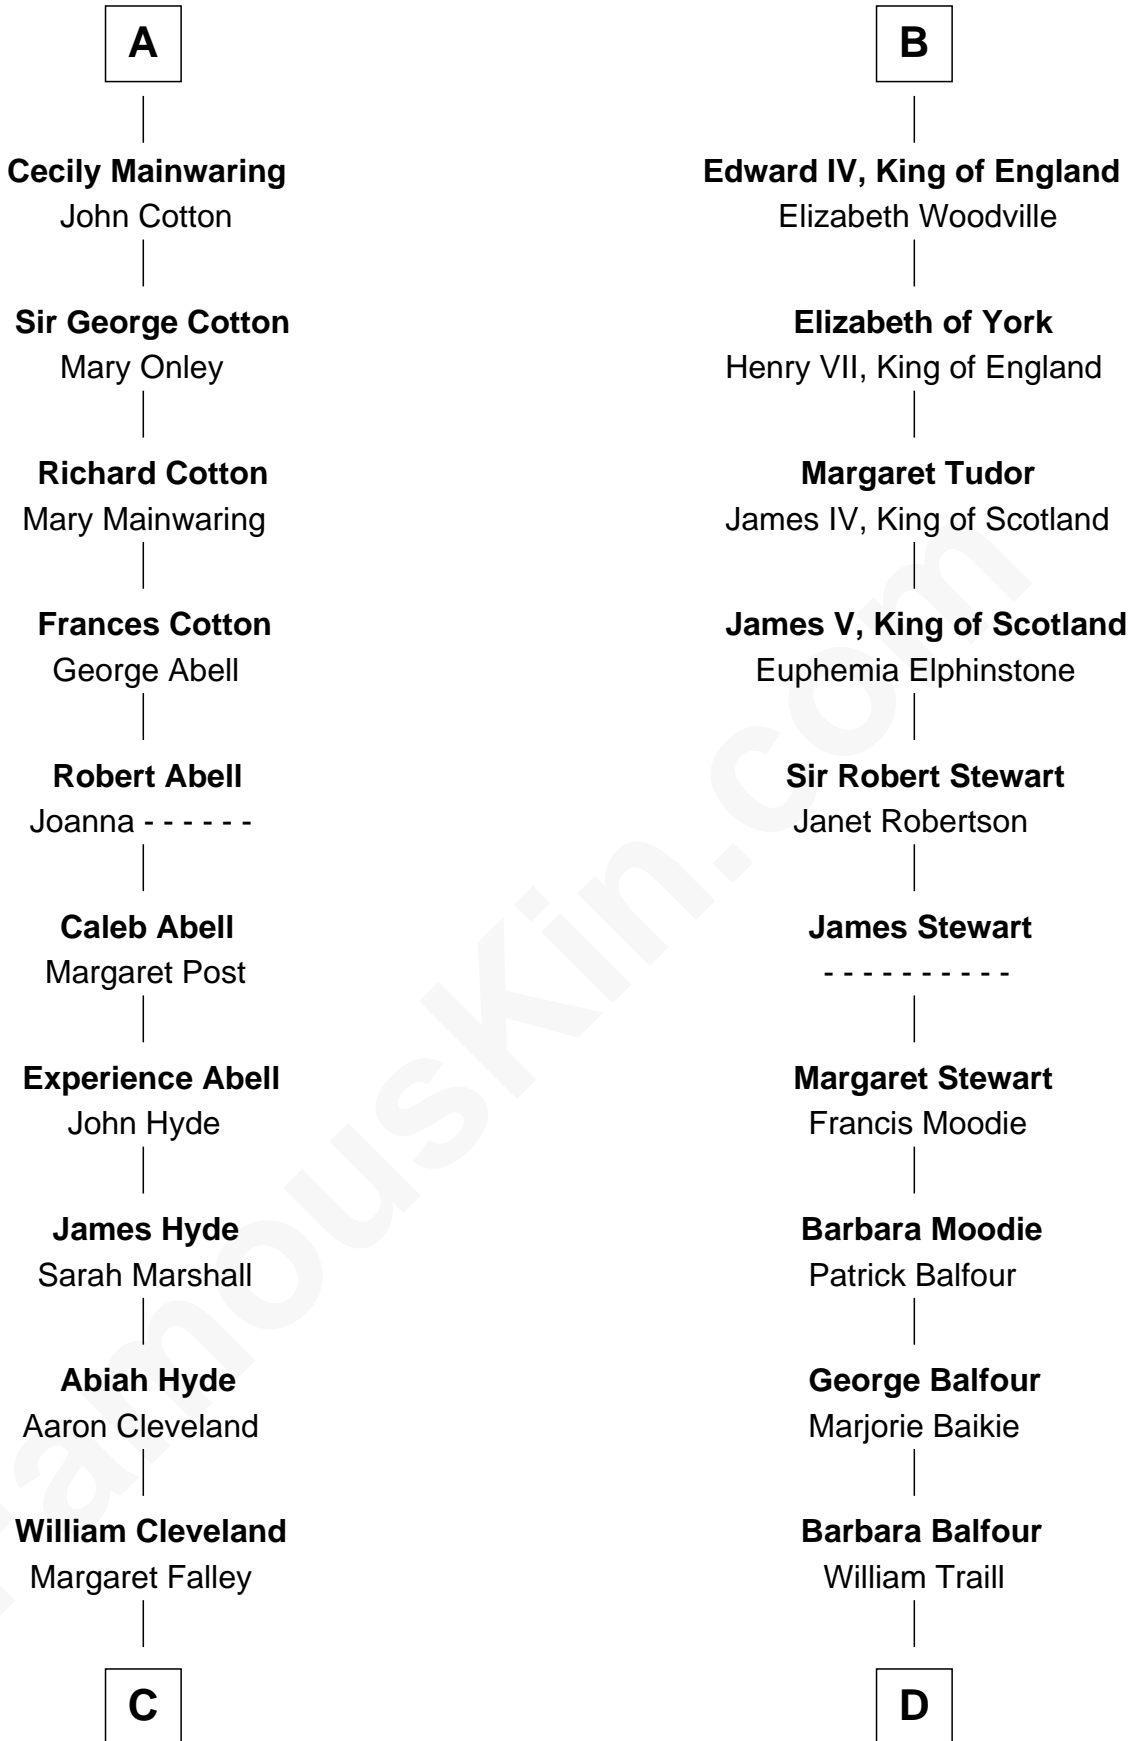 A
Cecily Mainwaring
John Cotton
Sir George Cotton
Mary Onley
Richard Cotton
Mary Mainwaring
Frances Cotton
George Abell
Robert Abell
Joanna - - - - - -
Caleb Abell
Margaret Post
Experience Abell
John Hyde
James Hyde
Sarah Marshall
Abiah Hyde
Aaron Cleveland
William Cleveland
Margaret Falley
C
B
Edward IV, King of England
Elizabeth Woodville
Elizabeth of York
Henry VII, King of England
Margaret Tudor
James IV, King of Scotland
James V, King of Scotland
Euphemia Elphinstone
Sir Robert Stewart
Janet Robertson
James Stewart
- - - - - - - - - -
Margaret Stewart
Francis Moodie
Barbara Moodie
Patrick Balfour
George Balfour
Marjorie Baikie
Barbara Balfour
William Traill
D
FamousKin.com